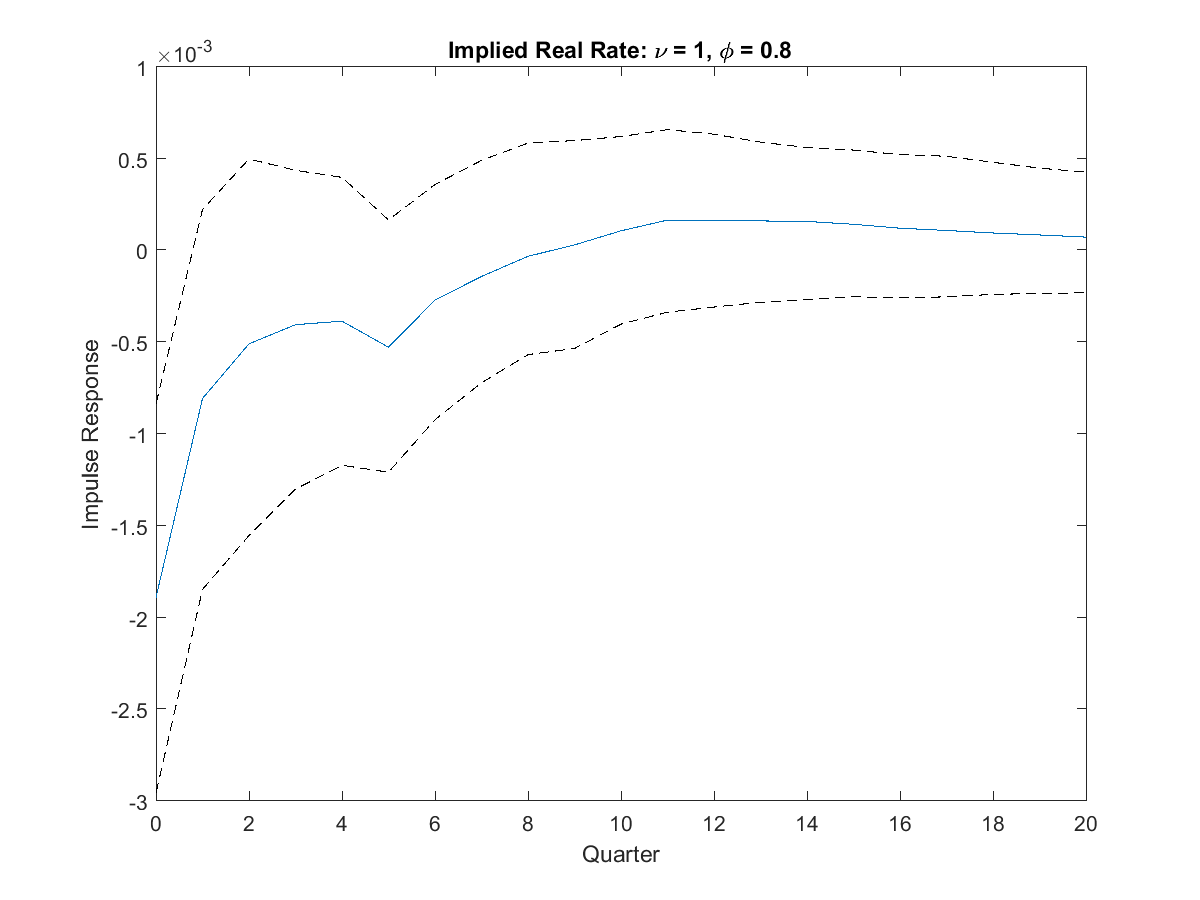 ×10-3
Implied Real Rate: ν = 1, ϕ = 0.8
1
0.5
0
-0.5
-1
-1.5
-2
-2.5
-3
Impulse Response
0 2 4 6 8 10 12 14 16 18 20
Quarter